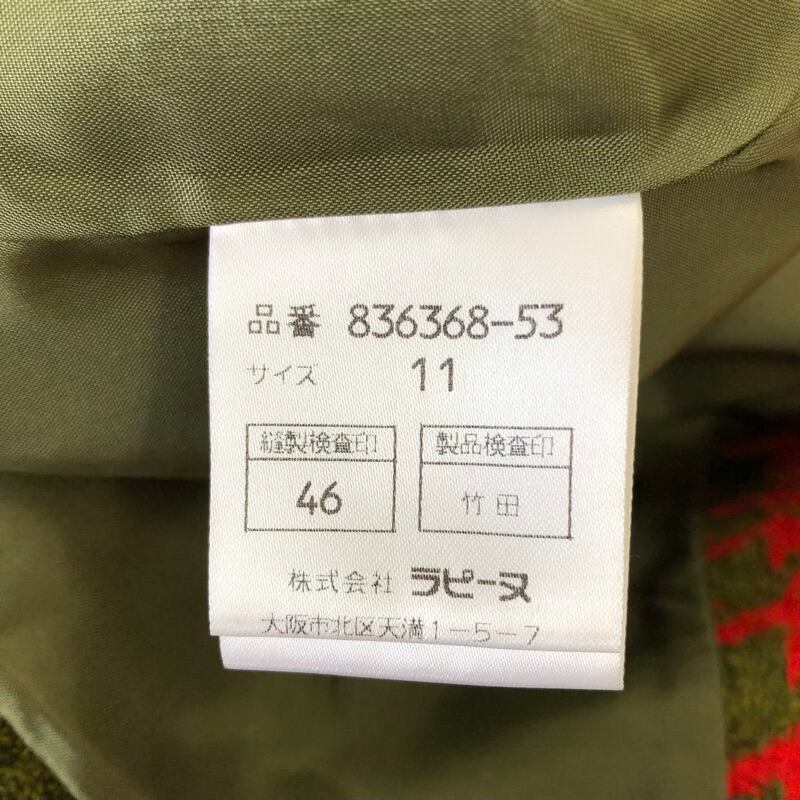 品番 836368-53
サイズ 11
縫製検査印 製品検査印
46 竹田
株式会社 ラピーヌ
大阪市北区天満1-5-7